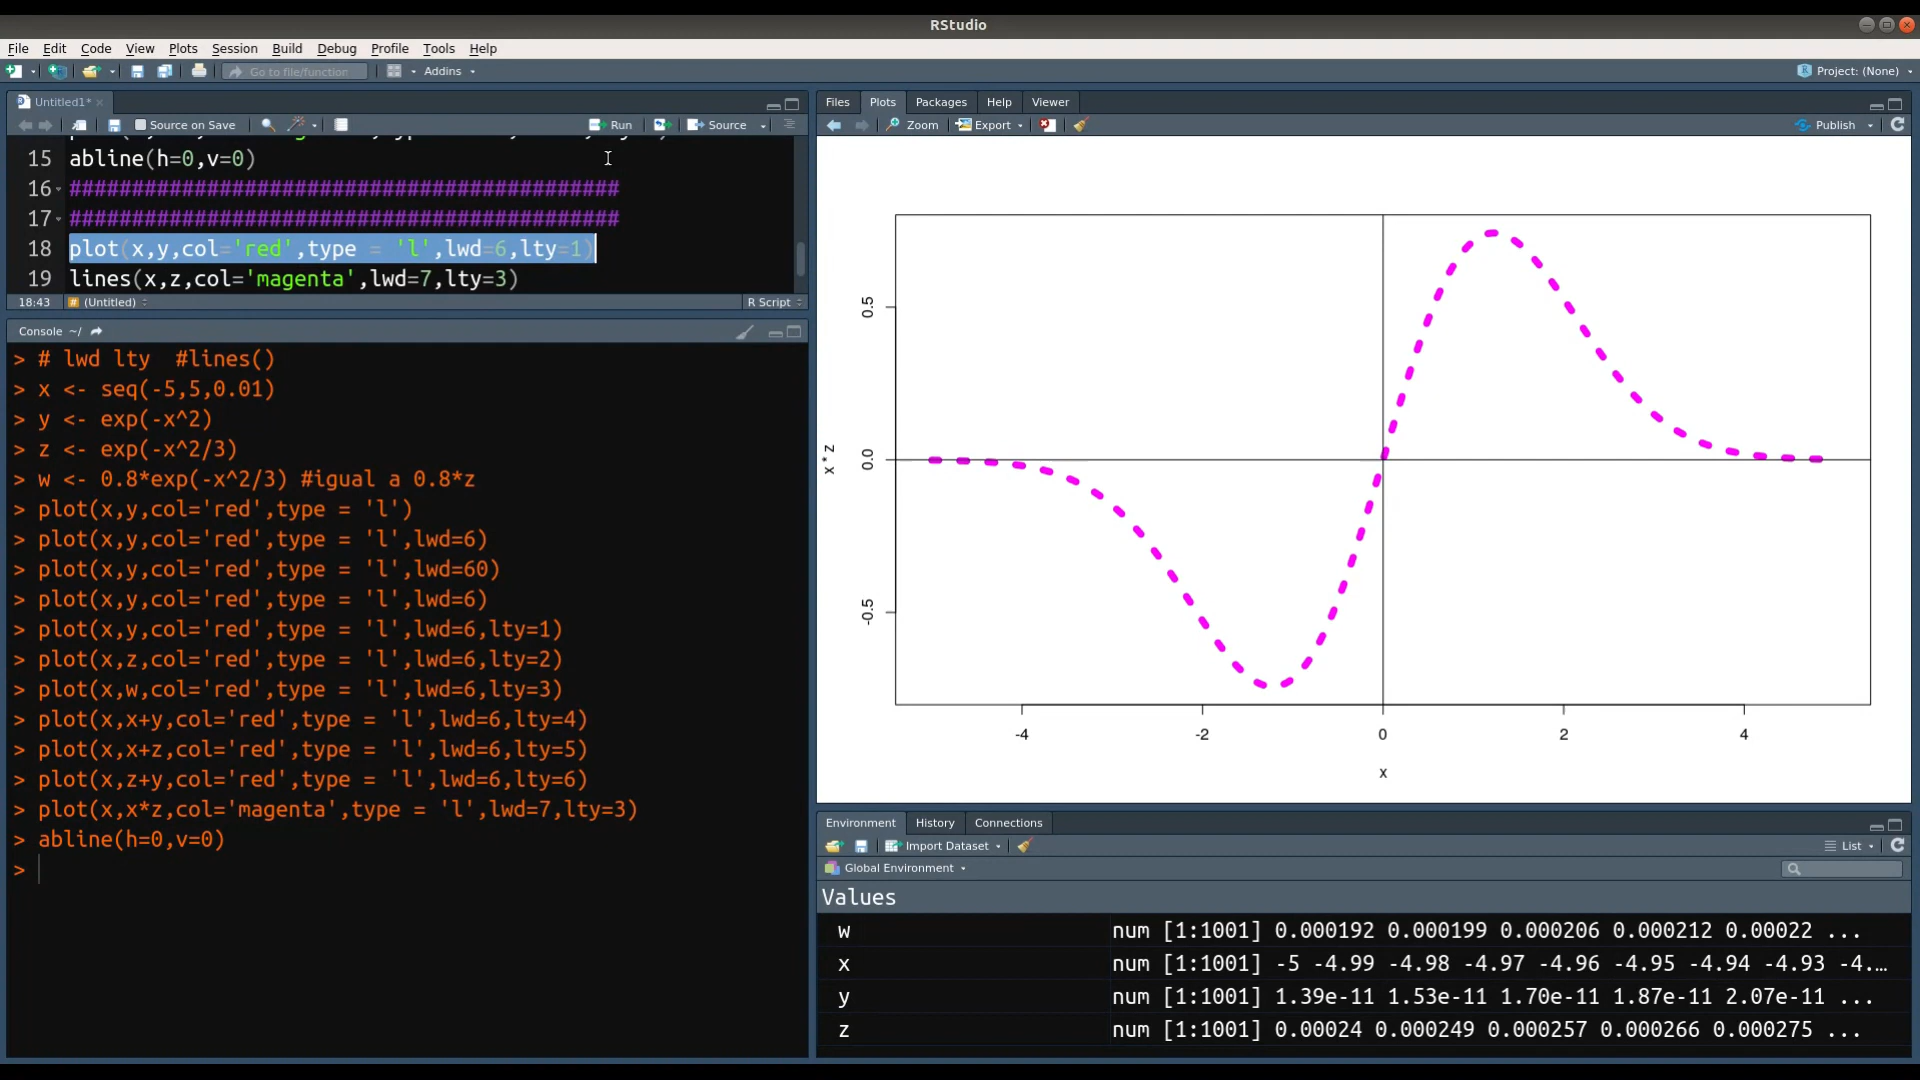 RStudio
File Edit Code View Plots Session Build Debug Profile Tools Help
Go to file/function Addins Project: (None)
Untitled1*
Source on Save Run Source
15 abline(h=0,v=0)
16 ############################################
17 ############################################
18 plot(x,y,col='red',type = 'l',lwd=6,lty=1)
19 lines(x,z,col='magenta',lwd=7,lty=3)
18:43 # (Untitled) R Script
Console ~/
> # lwd lty  #lines()
> x <- seq(-5,5,0.01)
> y <- exp(-x^2)
> z <- exp(-x^2/3)
> w <- 0.8*exp(-x^2/3) #igual a 0.8*z
> plot(x,y,col='red',type = 'l')
> plot(x,y,col='red',type = 'l',lwd=6)
> plot(x,y,col='red',type = 'l',lwd=60)
> plot(x,y,col='red',type = 'l',lwd=6)
> plot(x,y,col='red',type = 'l',lwd=6,lty=1)
> plot(x,z,col='red',type = 'l',lwd=6,lty=2)
> plot(x,w,col='red',type = 'l',lwd=6,lty=3)
> plot(x,x+y,col='red',type = 'l',lwd=6,lty=4)
> plot(x,x+z,col='red',type = 'l',lwd=6,lty=5)
> plot(x,z+y,col='red',type = 'l',lwd=6,lty=6)
> plot(x,x*z,col='magenta',type = 'l',lwd=7,lty=3)
> abline(h=0,v=0)
>
Files Plots Packages Help Viewer
Zoom Export Publish
0.5
0.0
-0.5
x * z
-4 -2 0 2 4
x
Environment History Connections
Import Dataset List
Global Environment
Values
w num [1:1001] 0.000192 0.000199 0.000206 0.000212 0.00022 ...
x num [1:1001] -5 -4.99 -4.98 -4.97 -4.96 -4.95 -4.94 -4.93 -4.…
y num [1:1001] 1.39e-11 1.53e-11 1.70e-11 1.87e-11 2.07e-11 ...
z num [1:1001] 0.00024 0.000249 0.000257 0.000266 0.000275 ...